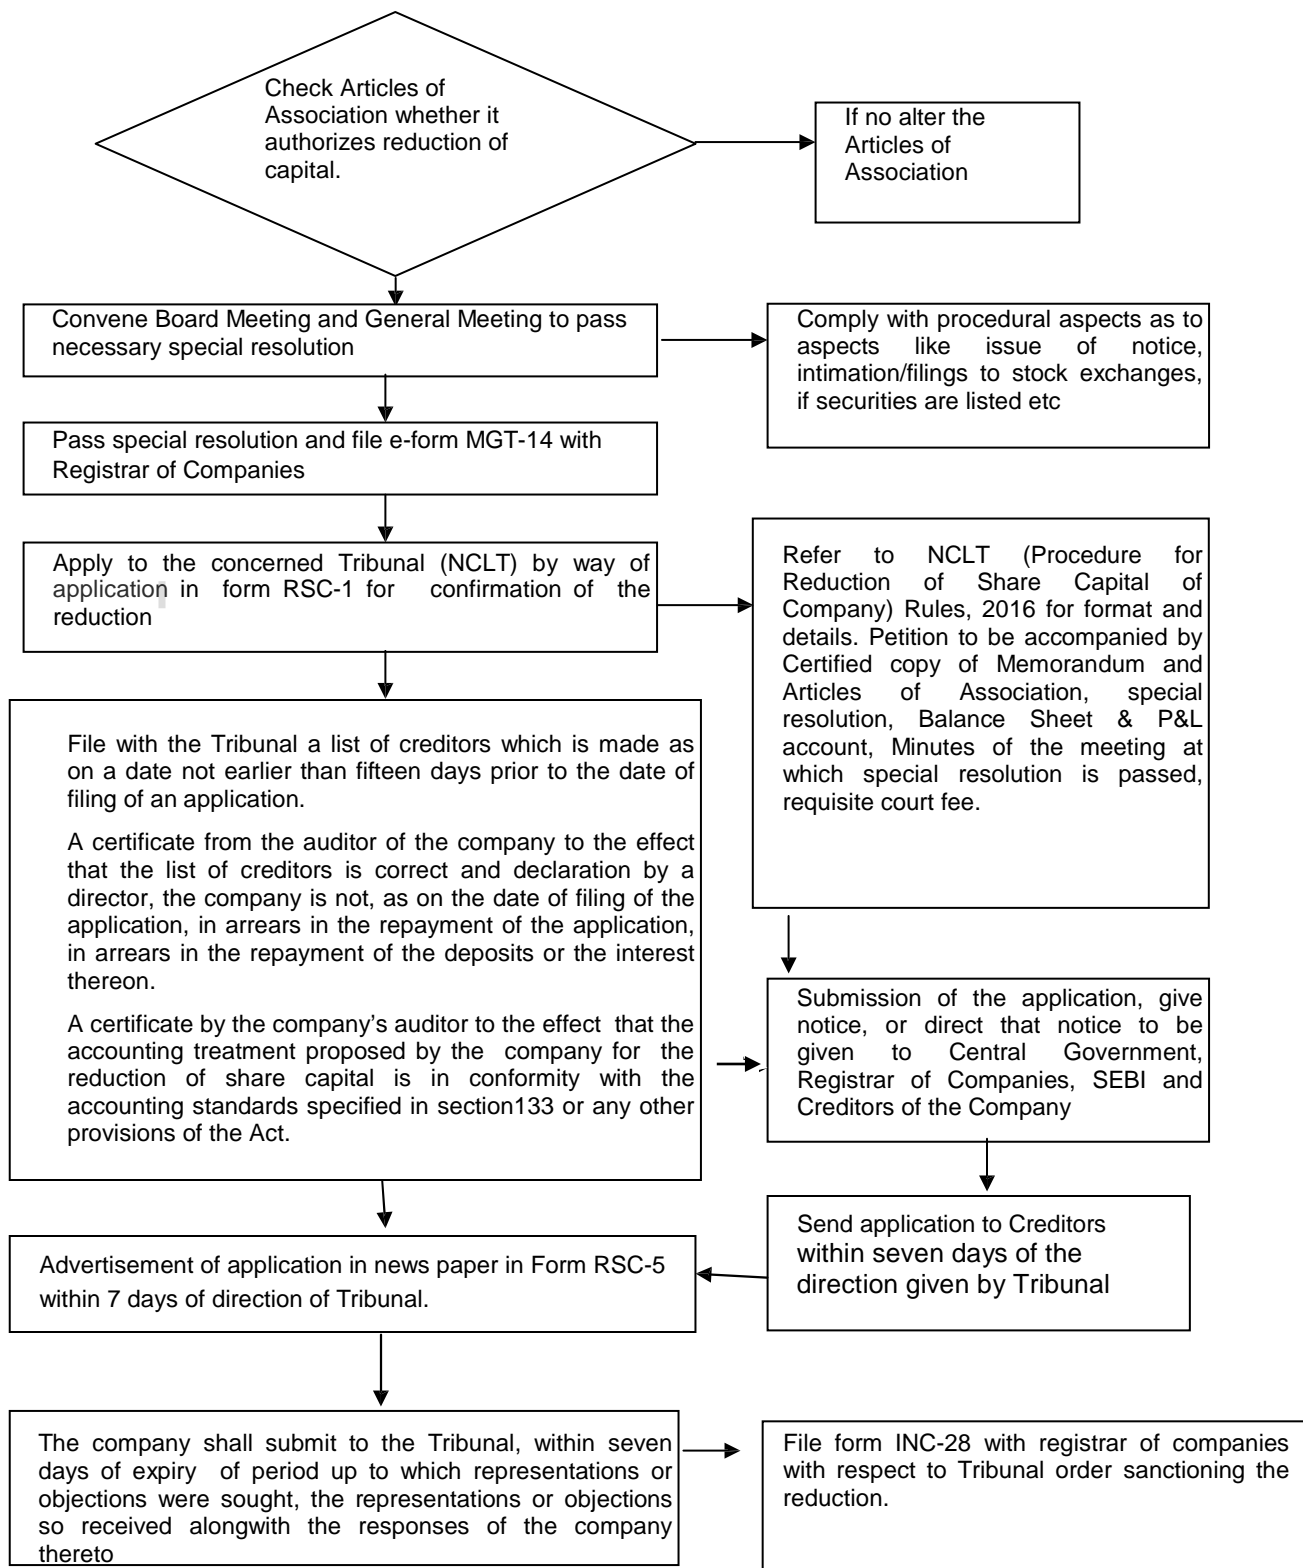 Check Articles of
Association whether it
authorizes reduction of
capital.
If no alter the
Articles of
Association
Convene Board Meeting and General Meeting to pass
necessary special resolution
Comply with procedural aspects as to
aspects like issue of notice,
intimation/filings to stock exchanges,
if securities are listed etc
Pass special resolution and file e-form MGT-14 with
Registrar of Companies
Apply to the concerned Tribunal (NCLT) by way of
application in form RSC-1 for confirmation of the
reduction
Refer to NCLT (Procedure for
Reduction of Share Capital of
Company) Rules, 2016 for format and
details. Petition to be accompanied by
Certified copy of Memorandum and
Articles of Association, special
resolution, Balance Sheet & P&L
account, Minutes of the meeting at
which special resolution is passed,
requisite court fee.
File with the Tribunal a list of creditors which is made as
on a date not earlier than fifteen days prior to the date of
filing of an application.
A certificate from the auditor of the company to the effect
that the list of creditors is correct and declaration by a
director, the company is not, as on the date of filing of the
application, in arrears in the repayment of the application,
in arrears in the repayment of the deposits or the interest
thereon.
A certificate by the company’s auditor to the effect that the
accounting treatment proposed by the company for the
reduction of share capital is in conformity with the
accounting standards specified in section133 or any other
provisions of the Act.
Submission of the application, give
notice, or direct that notice to be
given to Central Government,
Registrar of Companies, SEBI and
Creditors of the Company
Send application to Creditors
within seven days of the
direction given by Tribunal
Advertisement of application in news paper in Form RSC-5
within 7 days of direction of Tribunal.
The company shall submit to the Tribunal, within seven
days of expiry of period up to which representations or
objections were sought, the representations or objections
so received alongwith the responses of the company
thereto
File form INC-28 with registrar of companies
with respect to Tribunal order sanctioning the
reduction.